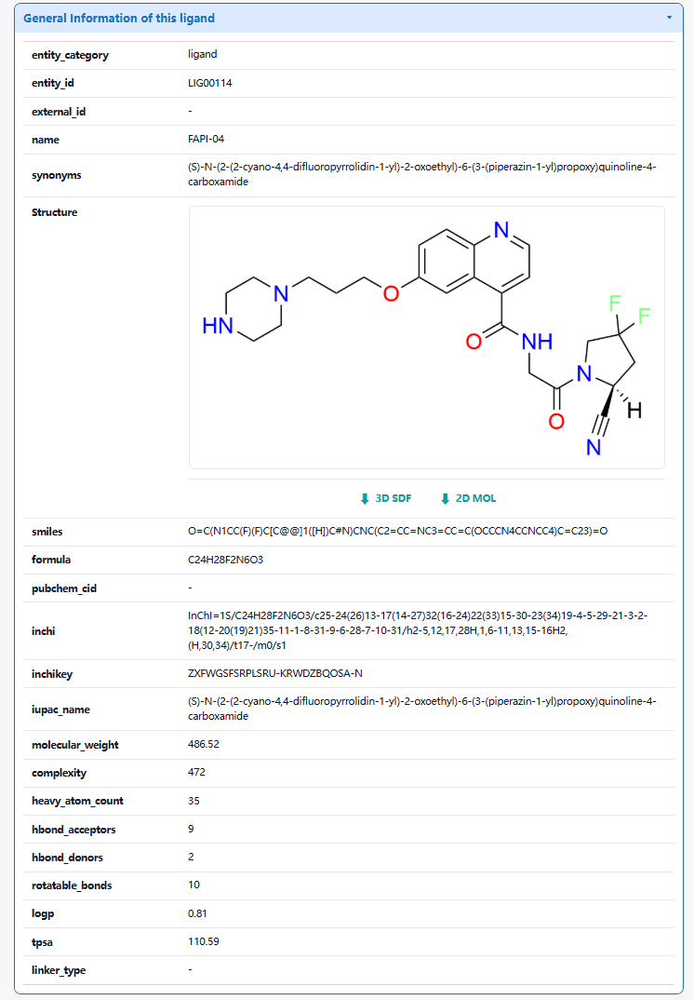 General Information of this ligand
entity_category ligand
entity_id LIG00114
external_id -
name FAPI-04
synonyms (S)-N-(2-(2-cyano-4,4-difluoropyrrolidin-1-yl)-2-oxoethyl)-6-(3-(piperazin-1-yl)propoxy)quinoline-4-
carboxamide
Structure
N
N
O
HN
O
NH
F
F
N
O
H
N
3D SDF 2D MOL
smiles O=C(N1CC(F)(F)C[C@@]1([H])C#N)CNC(C2=CC=NC3=CC=C(OCCCN4CCNCC4)C=C23)=O
formula C24H28F2N6O3
pubchem_cid -
inchi InChI=1S/C24H28F2N6O3/c25-24(26)13-17(14-27)32(16-24)22(33)15-30-23(34)19-4-5-29-21-3-2-
18(12-20(19)21)35-11-1-8-31-9-6-28-7-10-31/h2-5,12,17,28H,1,6-11,13,15-16H2,
(H,30,34)/t17-/m0/s1
inchikey ZXFWGSFSRPLSRU-KRWDZBQOSA-N
iupac_name (S)-N-(2-(2-cyano-4,4-difluoropyrrolidin-1-yl)-2-oxoethyl)-6-(3-(piperazin-1-yl)propoxy)quinoline-4-
carboxamide
molecular_weight 486.52
complexity 472
heavy_atom_count 35
hbond_acceptors 9
hbond_donors 2
rotatable_bonds 10
logp 0.81
tpsa 110.59
linker_type -